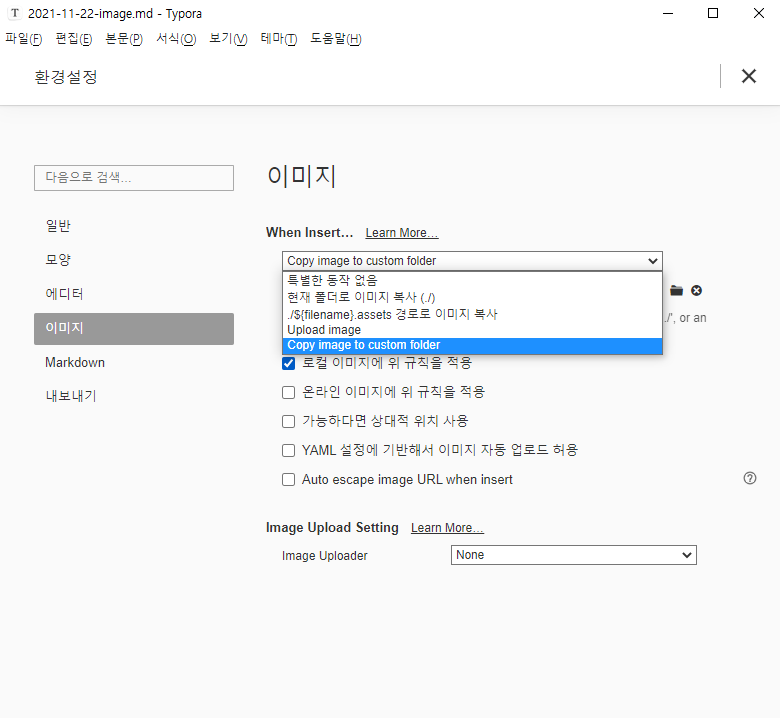 T 2021-11-22-image.md - Typora
파일(F) 편집(E) 본문(P) 서식(O) 보기(V) 테마(T) 도움말(H)
환경설정
다음으로 검색...
일반
모양
에디터
이미지
Markdown
내보내기
이미지
When Insert... Learn More...
Copy image to custom folder
특별한 동작 없음
현재 폴더로 이미지 복사 (./)
./${filename}.assets 경로로 이미지 복사
Upload image
Copy image to custom folder
./', or an
로컬 이미지에 위 규칙을 적용
온라인 이미지에 위 규칙을 적용
가능하다면 상대적 위치 사용
YAML 설정에 기반해서 이미지 자동 업로드 허용
Auto escape image URL when insert
Image Upload Setting Learn More...
Image Uploader None